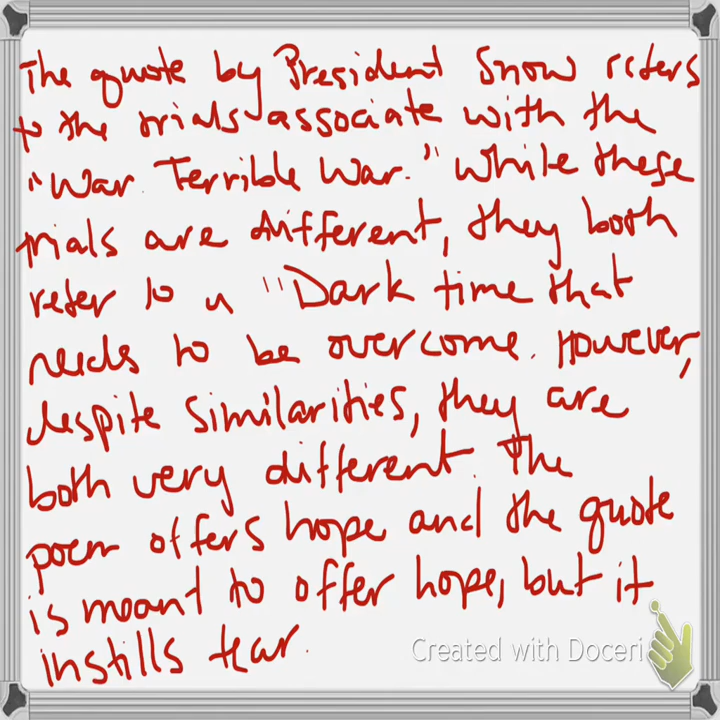 The quote by President Snow refers
to the trials associate with the
"War. Terrible War." While these
trials are different, they both
refer to a "Dark time that
needs to be overcome. However,
despite similarities, they are
both very different. The
poem offers hope and the quote
is meant to offer hope, but it
instills fear.
Created with Doceri